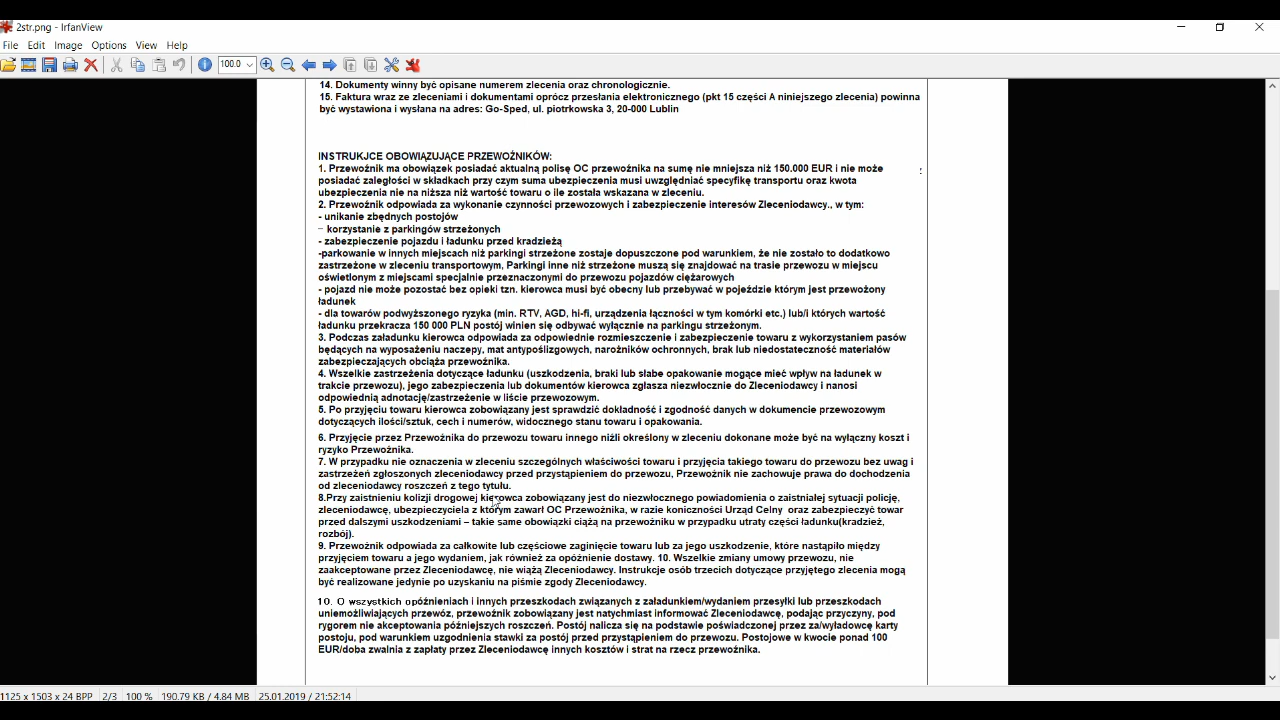 2str.png - IrfanView
File Edit Image Options View Help
100.0
14. Dokumenty winny być opisane numerem zlecenia oraz chronologicznie.
15. Faktura wraz ze zleceniami i dokumentami oprócz przesłania elektronicznego (pkt 15 części A niniejszego zlecenia) powinna
być wystawiona i wysłana na adres: Go-Sped, ul. piotrkowska 3, 20-000 Lublin
INSTRUKJCE OBOWIĄZUJĄCE PRZEWOŹNIKÓW:
1. Przewoźnik ma obowiązek posiadać aktualną polisę OC przewoźnika na sumę nie mniejsza niż 150.000 EUR i nie może
posiadać zaległości w składkach przy czym suma ubezpieczenia musi uwzględniać specyfikę transportu oraz kwota
ubezpieczenia nie na niższa niż wartość towaru o ile została wskazana w zleceniu.
2. Przewoźnik odpowiada za wykonanie czynności przewozowych i zabezpieczenie interesów Zleceniodawcy., w tym:
- unikanie zbędnych postojów
– korzystanie z parkingów strzeżonych
- zabezpieczenie pojazdu i ładunku przed kradzieżą
-parkowanie w innych miejscach niż parkingi strzeżone zostaje dopuszczone pod warunkiem, że nie zostało to dodatkowo
zastrzeżone w zleceniu transportowym, Parkingi inne niż strzeżone muszą się znajdować na trasie przewozu w miejscu
oświetlonym z miejscami specjalnie przeznaczonymi do przewozu pojazdów ciężarowych
- pojazd nie może pozostać bez opieki tzn. kierowca musi być obecny lub przebywać w pojeździe którym jest przewożony
ładunek
- dla towarów podwyższonego ryzyka (min. RTV, AGD, hi-fi, urządzenia łączności w tym komórki etc.) lub/i których wartość
ładunku przekracza 150 000 PLN postój winien się odbywać wyłącznie na parkingu strzeżonym.
3. Podczas załadunku kierowca odpowiada za odpowiednie rozmieszczenie i zabezpieczenie towaru z wykorzystaniem pasów
będących na wyposażeniu naczepy, mat antypoślizgowych, narożników ochronnych, brak lub niedostateczność materiałów
zabezpieczających obciąża przewoźnika.
4. Wszelkie zastrzeżenia dotyczące ładunku (uszkodzenia, braki lub słabe opakowanie mogące mieć wpływ na ładunek w
trakcie przewozu), jego zabezpieczenia lub dokumentów kierowca zgłasza niezwłocznie do Zleceniodawcy i nanosi
odpowiednią adnotację/zastrzeżenie w liście przewozowym.
5. Po przyjęciu towaru kierowca zobowiązany jest sprawdzić dokładność i zgodność danych w dokumencie przewozowym
dotyczących ilości/sztuk, cech i numerów, widocznego stanu towaru i opakowania.
6. Przyjęcie przez Przewoźnika do przewozu towaru innego niźli określony w zleceniu dokonane może być na wyłączny koszt i
ryzyko Przewoźnika.
7. W przypadku nie oznaczenia w zleceniu szczególnych właściwości towaru i przyjęcia takiego towaru do przewozu bez uwag i
zastrzeżeń zgłoszonych zleceniodawcy przed przystąpieniem do przewozu, Przewoźnik nie zachowuje prawa do dochodzenia
od zleceniodawcy roszczeń z tego tytułu.
8.Przy zaistnieniu kolizji drogowej kierowca zobowiązany jest do niezwłocznego powiadomienia o zaistniałej sytuacji policję,
zleceniodawcę, ubezpieczyciela z którym zawarł OC Przewoźnika, w razie koniczności Urząd Celny oraz zabezpieczyć towar
przed dalszymi uszkodzeniami – takie same obowiązki ciążą na przewoźniku w przypadku utraty części ładunku(kradzież,
rozbój).
9. Przewoźnik odpowiada za całkowite lub częściowe zaginięcie towaru lub za jego uszkodzenie, które nastąpiło między
przyjęciem towaru a jego wydaniem, jak również za opóźnienie dostawy. 10. Wszelkie zmiany umowy przewozu, nie
zaakceptowane przez Zleceniodawcę, nie wiążą Zleceniodawcy. Instrukcje osób trzecich dotyczące przyjętego zlecenia mogą
być realizowane jedynie po uzyskaniu na piśmie zgody Zleceniodawcy.
10. O wszystkich opóźnieniach i innych przeszkodach związanych z załadunkiem/wydaniem przesyłki lub przeszkodach
uniemożliwiających przewóz, przewoźnik zobowiązany jest natychmiast informować Zleceniodawcę, podając przyczyny, pod
rygorem nie akceptowania późniejszych roszczeń. Postój nalicza się na podstawie poświadczonej przez za/wyładowcę karty
postoju, pod warunkiem uzgodnienia stawki za postój przed przystąpieniem do przewozu. Postojowe w kwocie ponad 100
EUR/doba zwalnia z zapłaty przez Zleceniodawcę innych kosztów i strat na rzecz przewoźnika.
1125 x 1503 x 24 BPP 2/3 100 % 190.79 KB / 4.84 MB 25.01.2019 / 21:52:14